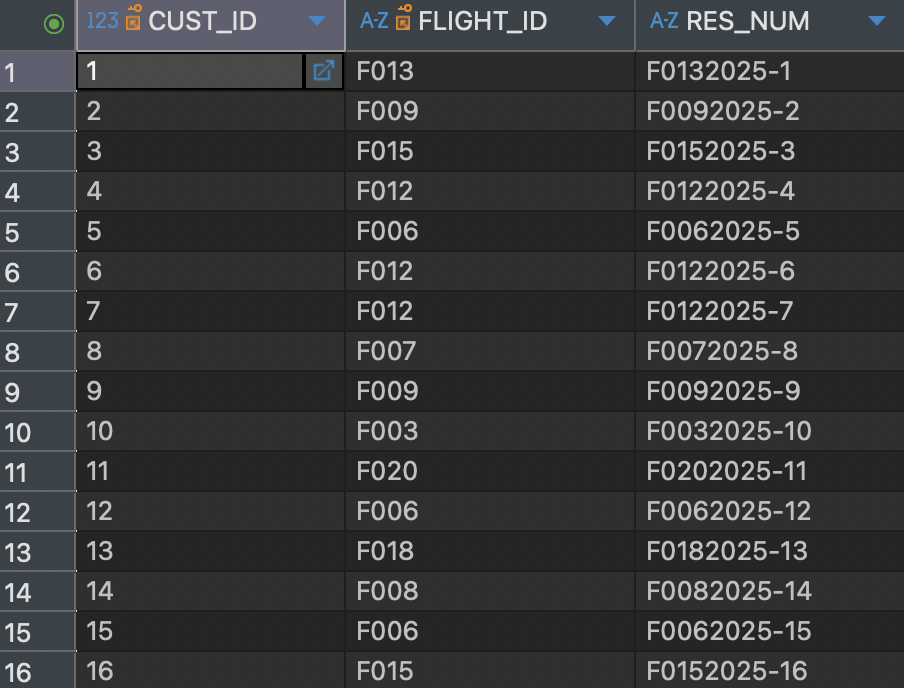 123 CUST_ID A-Z FLIGHT_ID A-Z RES_NUM
1 1 F013 F0132025-1
2 2 F009 F0092025-2
3 3 F015 F0152025-3
4 4 F012 F0122025-4
5 5 F006 F0062025-5
6 6 F012 F0122025-6
7 7 F012 F0122025-7
8 8 F007 F0072025-8
9 9 F009 F0092025-9
10 10 F003 F0032025-10
11 11 F020 F0202025-11
12 12 F006 F0062025-12
13 13 F018 F0182025-13
14 14 F008 F0082025-14
15 15 F006 F0062025-15
16 16 F015 F0152025-16